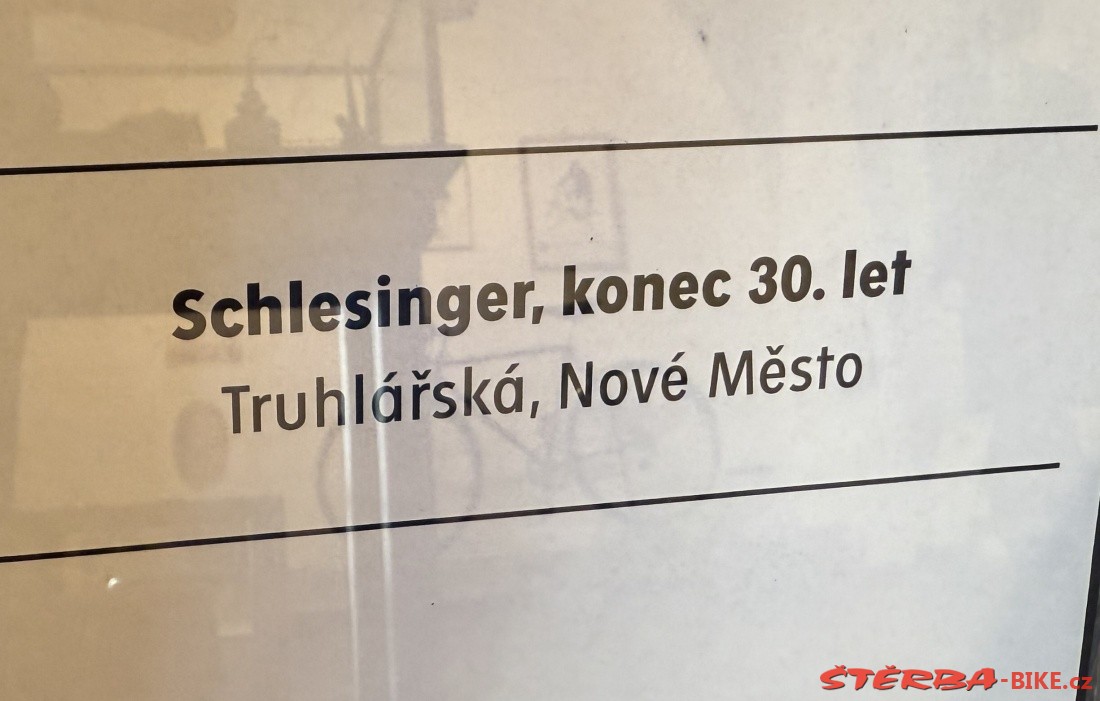 Schlesinger, konec 30. let
Truhlářská, Nové Město
ŠTĚRBA-BIKE.cz